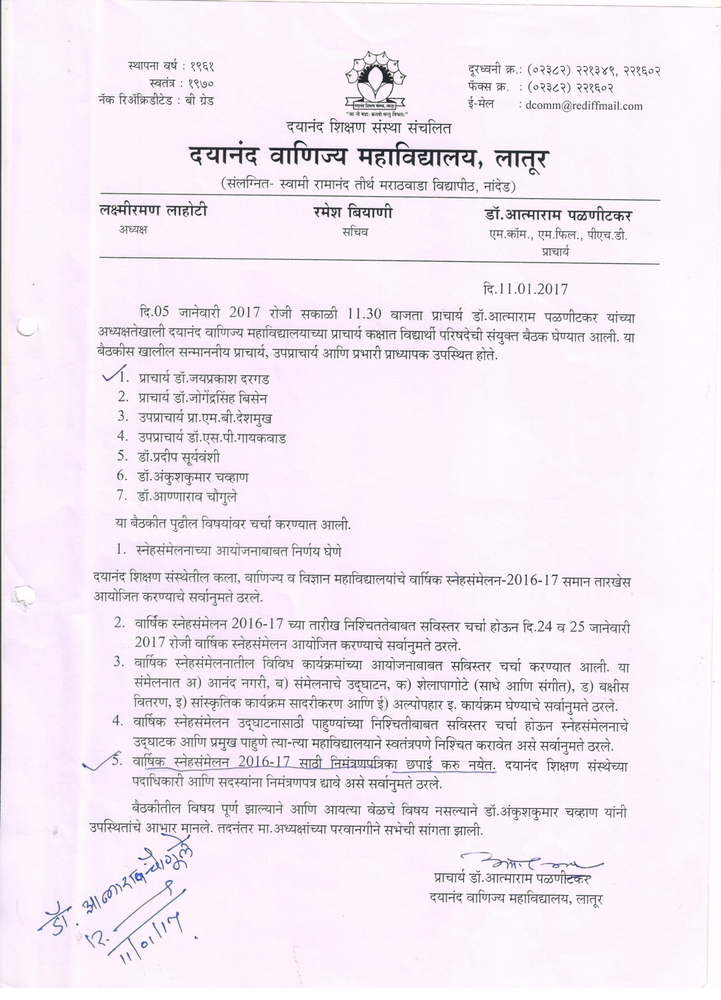 स्थापना वर्ष : १९६१
स्वतंत्र : १९७०
नॅक रिॲक्रिडीटेड : बी ग्रेड
दयानंद शिक्षण संस्था, लातूर
“आ नो भद्राः क्रतवो यन्तु विश्वतः”
दूरध्वनी क्र.: (०२३८२) २२१३४९, २२१६०२
फॅक्स क्र. : (०२३८२) २२१६०२
ई-मेल : dcomm@rediffmail.com
दयानंद शिक्षण संस्था संचलित
दयानंद वाणिज्य महाविद्यालय, लातूर
(संलग्नित- स्वामी रामानंद तीर्थ मराठवाडा विद्यापीठ, नांदेड)
लक्ष्मीरमण लाहोटी
अध्यक्ष
रमेश बियाणी
सचिव
डॉ.आत्माराम पळणीटकर
एम.कॉम., एम.फिल., पीएच.डी.
प्राचार्य
दि.11.01.2017
दि.05 जानेवारी 2017 रोजी सकाळी 11.30 वाजता प्राचार्य डॉ.आत्माराम पळणीटकर यांच्या
अध्यक्षतेखाली दयानंद वाणिज्य महाविद्यालयाच्या प्राचार्य कक्षात विद्यार्थी परिषदेची संयुक्त बैठक घेण्यात आली. या
बैठकीस खालील सन्माननीय प्राचार्य, उपप्राचार्य आणि प्रभारी प्राध्यापक उपस्थित होते.
1. प्राचार्य डॉ.जयप्रकाश दरगड
2. प्राचार्य डॉ.जोगेंद्रसिंह बिसेन
3. उपप्राचार्य प्रा.एम.बी.देशमुख
4. उपप्राचार्य डॉ.एस.पी.गायकवाड
5. डॉ.प्रदीप सूर्यवंशी
6. डॉ.अंकुशकुमार चव्हाण
7. डॉ.आण्णाराव चौगुले
या बैठकीत पुढील विषयांवर चर्चा करण्यात आली.
1. स्नेहसंमेलनाच्या आयोजनाबाबत निर्णय घेणे
दयानंद शिक्षण संस्थेतील कला, वाणिज्य व विज्ञान महाविद्यालयांचे वार्षिक स्नेहसंमेलन-2016-17 समान तारखेस
आयोजित करण्याचे सर्वानुमते ठरले.
2. वार्षिक स्नेहसंमेलन 2016-17 च्या तारीख निश्चिततेबाबत सविस्तर चर्चा होऊन दि.24 व 25 जानेवारी
2017 रोजी वार्षिक स्नेहसंमेलन आयोजित करण्याचे सर्वानुमते ठरले.
3. वार्षिक स्नेहसंमेलनातील विविध कार्यक्रमांच्या आयोजनाबाबत सविस्तर चर्चा करण्यात आली. या
संमेलनात अ) आनंद नगरी, ब) संमेलनाचे उद्‌घाटन, क) शेलापागोटे (साधे आणि संगीत), ड) बक्षीस
वितरण, इ) सांस्कृतिक कार्यक्रम सादरीकरण आणि ई) अल्पोपहार इ. कार्यक्रम घेण्याचे सर्वानुमते ठरले.
4. वार्षिक स्नेहसंमेलन उद्‌घाटनासाठी पाहुण्यांच्या निश्चितीबाबत सविस्तर चर्चा होऊन स्नेहसंमेलनाचे
उद्‌घाटक आणि प्रमुख पाहुणे त्या-त्या महाविद्यालयाने स्वतंत्रपणे निश्चित करावेत असे सर्वानुमते ठरले.
5. वार्षिक स्नेहसंमेलन 2016-17 साठी निमंत्रणपत्रिका छपाई करु नयेत. दयानंद शिक्षण संस्थेच्या
पदाधिकारी आणि सदस्यांना निमंत्रणपत्र द्यावे असे सर्वानुमते ठरले.
बैठकीतील विषय पूर्ण झाल्याने आणि आयत्या वेळचे विषय नसल्याने डॉ.अंकुशकुमार चव्हाण यांनी
उपस्थितांचे आभार मानले. तदनंतर मा.अध्यक्षांच्या परवानगीने सभेची सांगता झाली.
प्राचार्य डॉ.आत्माराम पळणीटकर
दयानंद वाणिज्य महाविद्यालय, लातूर
डॉ. आण्णाराव चौगुले
11/01/17